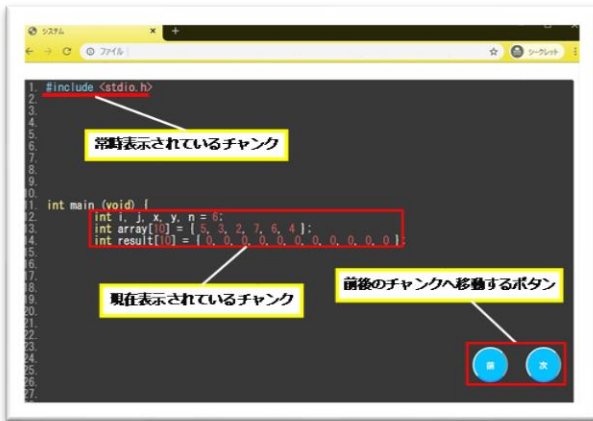 システム × +
← → C ⓘ ファイル ☆ シークレット
1. #include <stdio.h>
2.
3.
4.
常時表示されているチャンク
5.
6.
7.
8.
9.
10.
11. int main (void) {
12. int i, j, x, y, n = 6;
13. int array[10] = { 5, 3, 2, 7, 6, 4 };
14. int result[10] = { 0, 0, 0, 0, 0, 0, 0, 0, 0, 0 };
15.
16.
17.
18.
現在表示されているチャンク
前後のチャンクへ移動するボタン
19.
20.
21.
22.
23.
24.
前 次
25.
26.
27.